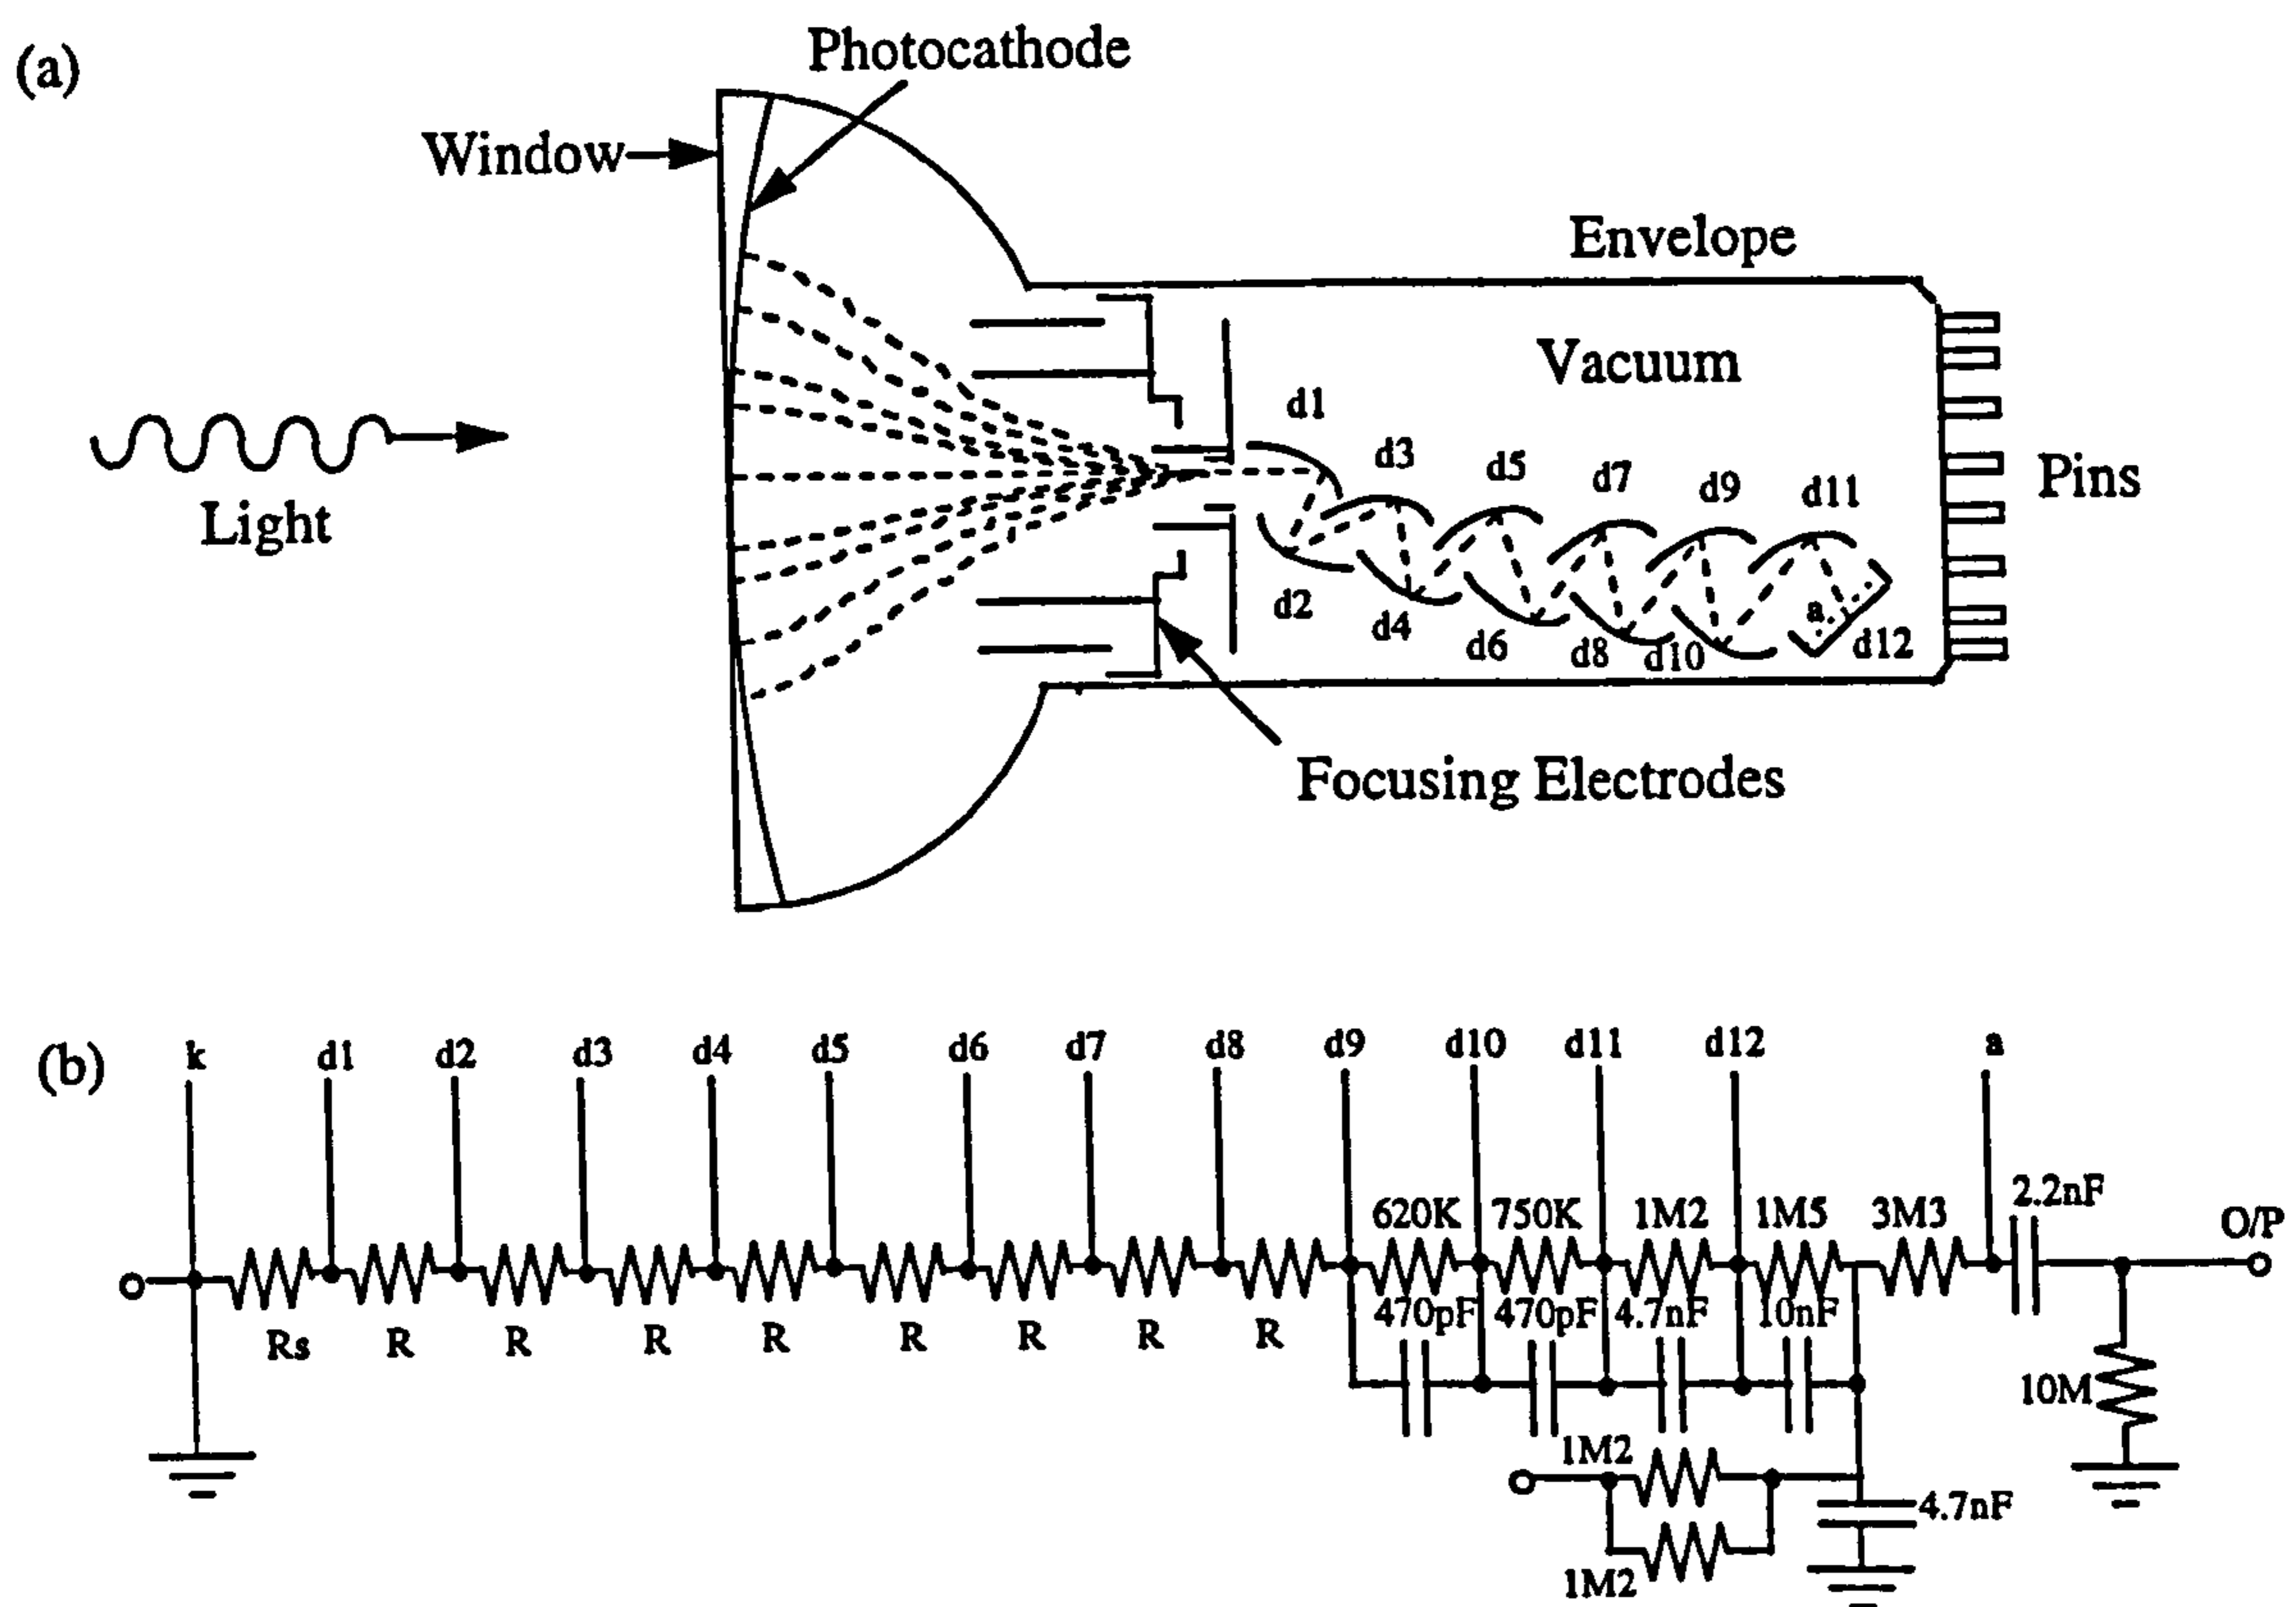 (a)
Photocathode
Window
Envelope
Vacuum
Light
Pins
d1
d3
d5
d7
d9
d11
a
d2
d4
d6
d8
d10
d12
Focusing Electrodes
(b)
k d1 d2 d3 d4 d5 d6 d7 d8 d9 d10 d11 d12 a
620K 750K 1M2 1M5 3M3 2.2nF O/P
Rs R R R R R R R R
470pF 470pF 4.7nF 10nF
10M
1M2
4.7nF
1M2